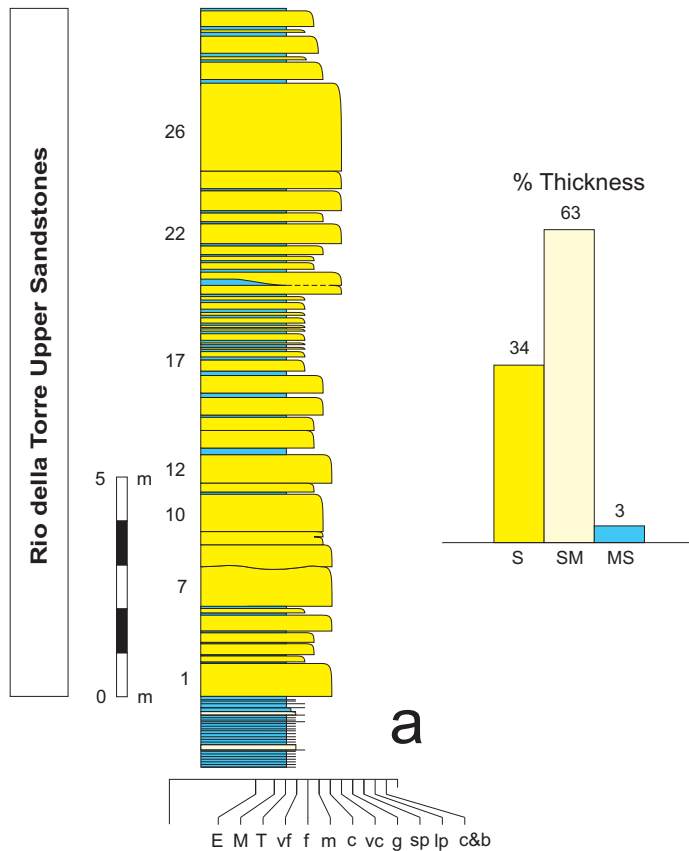 Rio della Torre Upper Sandstones
26
22
17
12
10
7
1
5 m
0 m
% Thickness
63
34
3
S SM MS
a
E M T vf f m c vc g sp lp c&b